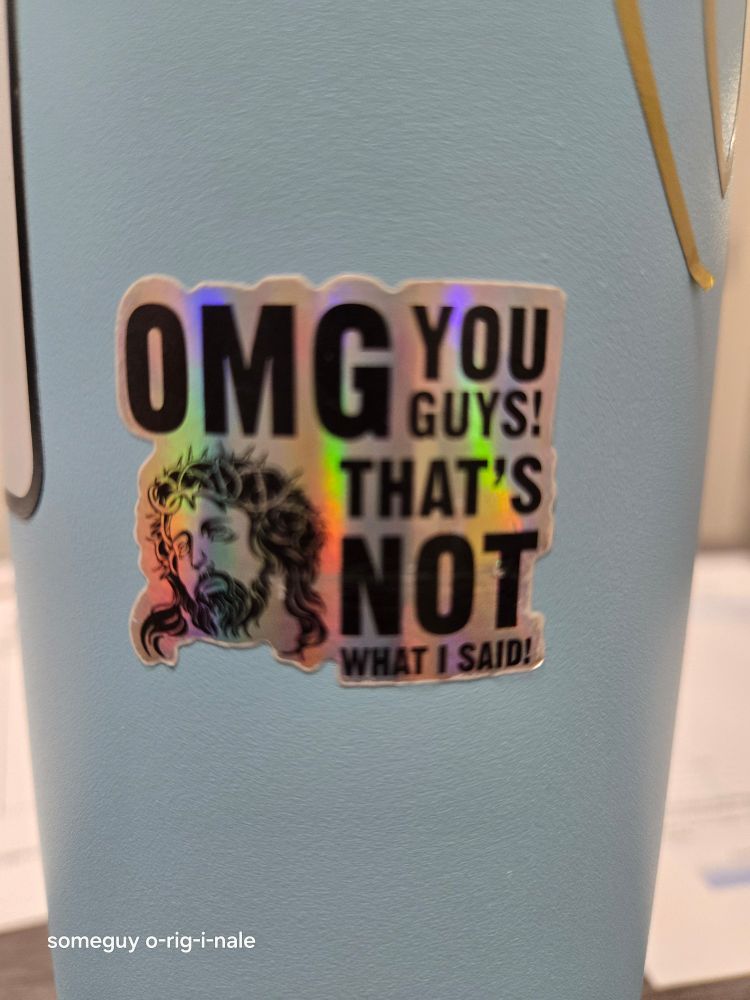 OMG YOU
GUYS!
THAT'S
NOT
WHAT I SAID!
someguy o-rig-i-nale